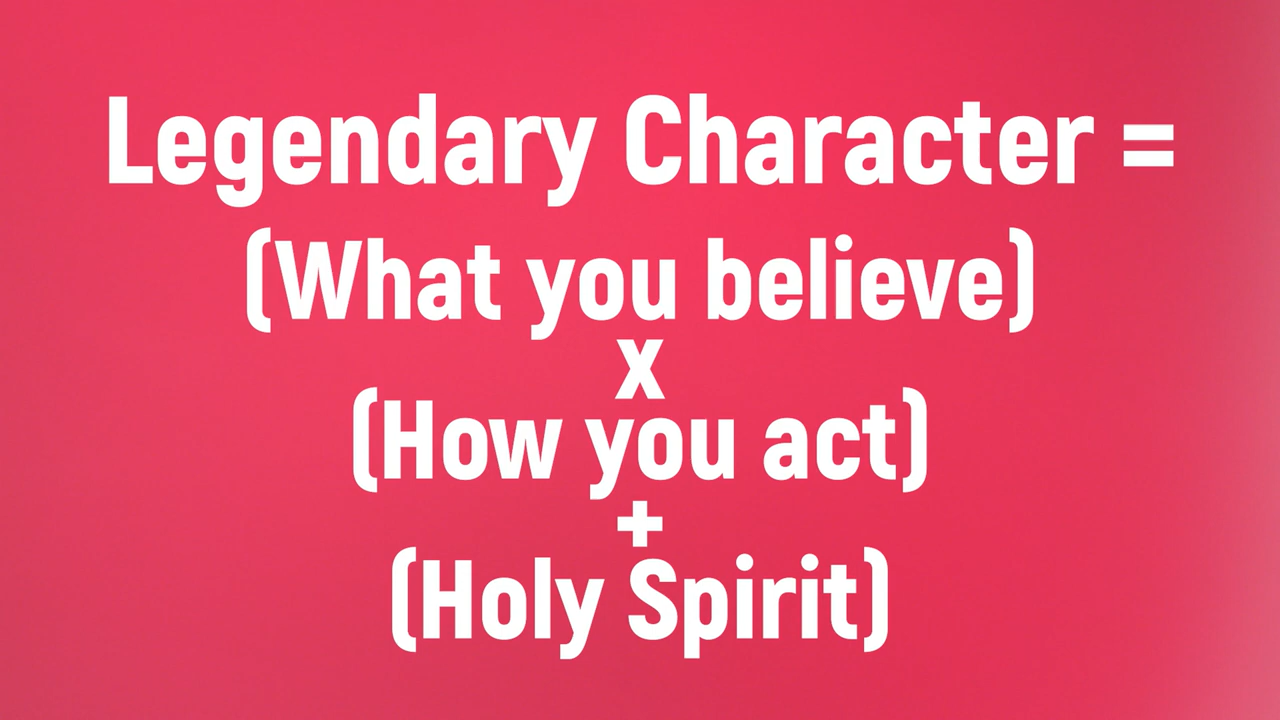 Legendary Character =
(What you believe)
x
(How you act)
+
(Holy Spirit)